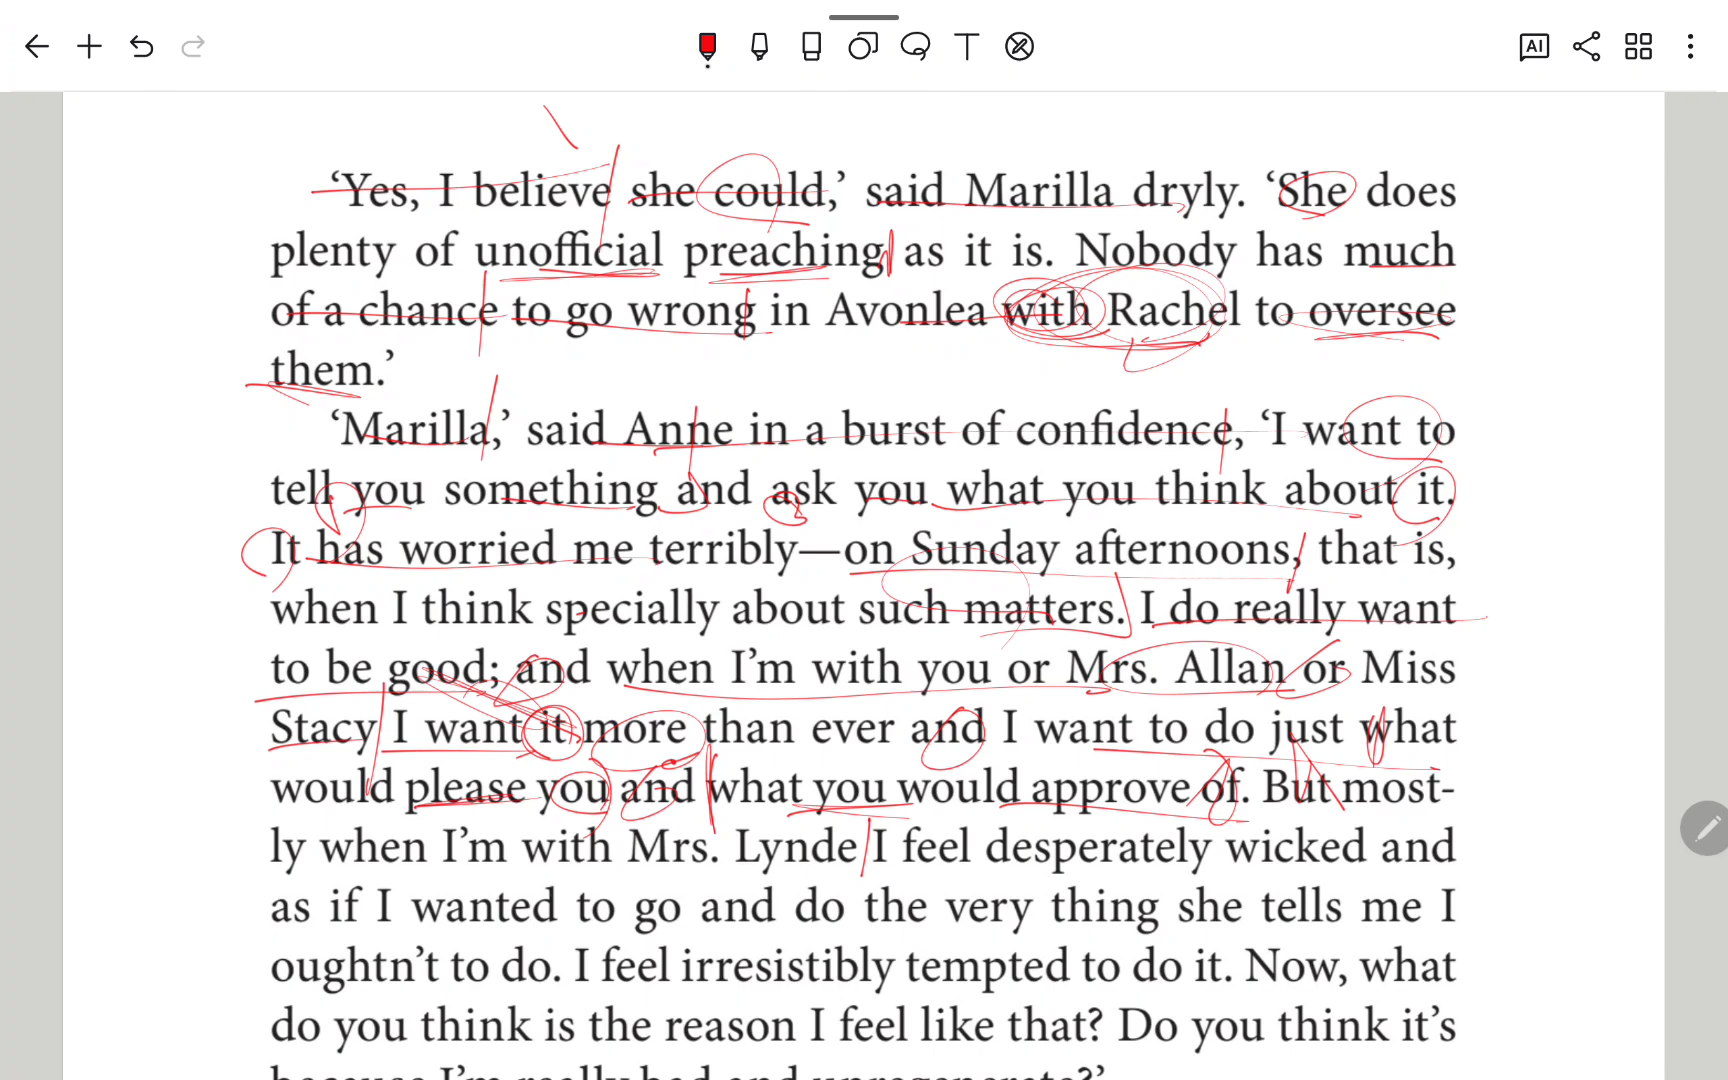 AI
‘Yes, I believe she could,’ said Marilla dryly. ‘She does
plenty of unofficial preaching as it is. Nobody has much
of a chance to go wrong in Avonlea with Rachel to oversee
them.’
‘Marilla,’ said Anne in a burst of confidence, ‘I want to
tell you something and ask you what you think about it.
It has worried me terribly—on Sunday afternoons, that is,
when I think specially about such matters. I do really want
to be good; and when I’m with you or Mrs. Allan or Miss
Stacy I want it more than ever and I want to do just what
would please you and what you would approve of. But most-
ly when I’m with Mrs. Lynde I feel desperately wicked and
as if I wanted to go and do the very thing she tells me I
oughtn’t to do. I feel irresistibly tempted to do it. Now, what
do you think is the reason I feel like that? Do you think it’s
because I’m really bad and unregenerate?’